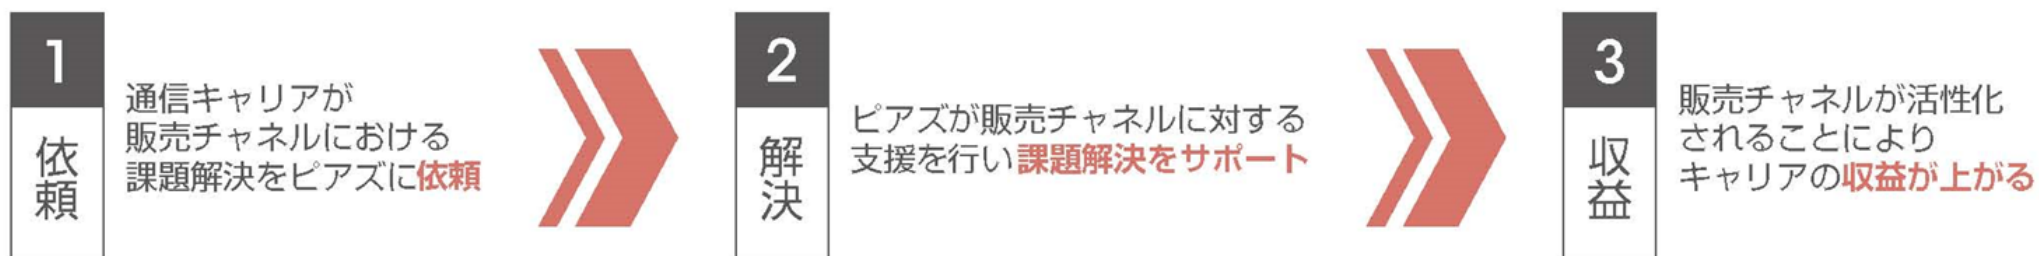 1
依頼
通信キャリアが
販売チャネルにおける
課題解決をピアズに依頼
2
解決
ピアズが販売チャネルに対する
支援を行い課題解決をサポート
3
収益
販売チャネルが活性化
されることにより
キャリアの収益が上がる